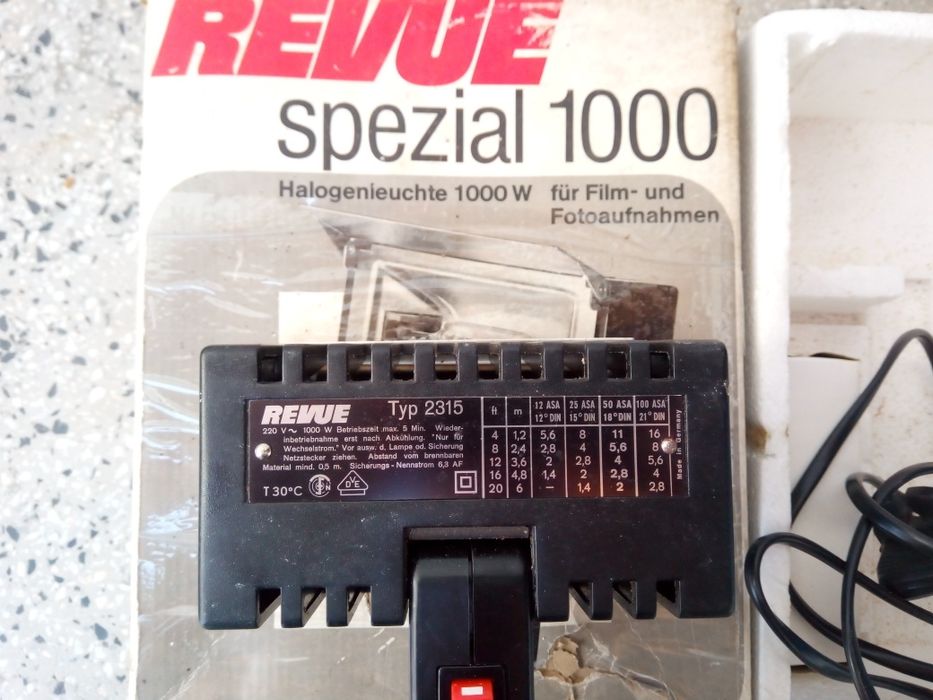 REVUE
spezial 1000
Halogenleuchte 1000 W für Film- und
Fotoaufnahmen
REVUE Typ 2315
220 V~ 1000 W Betriebszeit max. 5 Min. Wieder-
inbetriebnahme erst nach Abkühlung. "Nur für
Wechselstrom." Vor ausw. d. Lampe od. Sicherung
Netzstecker ziehen. Abstand vom brennbaren
Material mind. 0,5 m. Sicherungs - Nennstrom 6,3 AF
T 30°C
VDE
ft m 12 ASA 25 ASA 50 ASA 100 ASA
12° DIN 15° DIN 18° DIN 21° DIN
4 1,2 5,6 8 11 16
8 2,4 2,8 4 5,6 8
12 3,6 2 2,8 4 5,6
16 4,8 1,4 2 2,8 4
20 6 – 1,4 2 2,8
Made in Germany